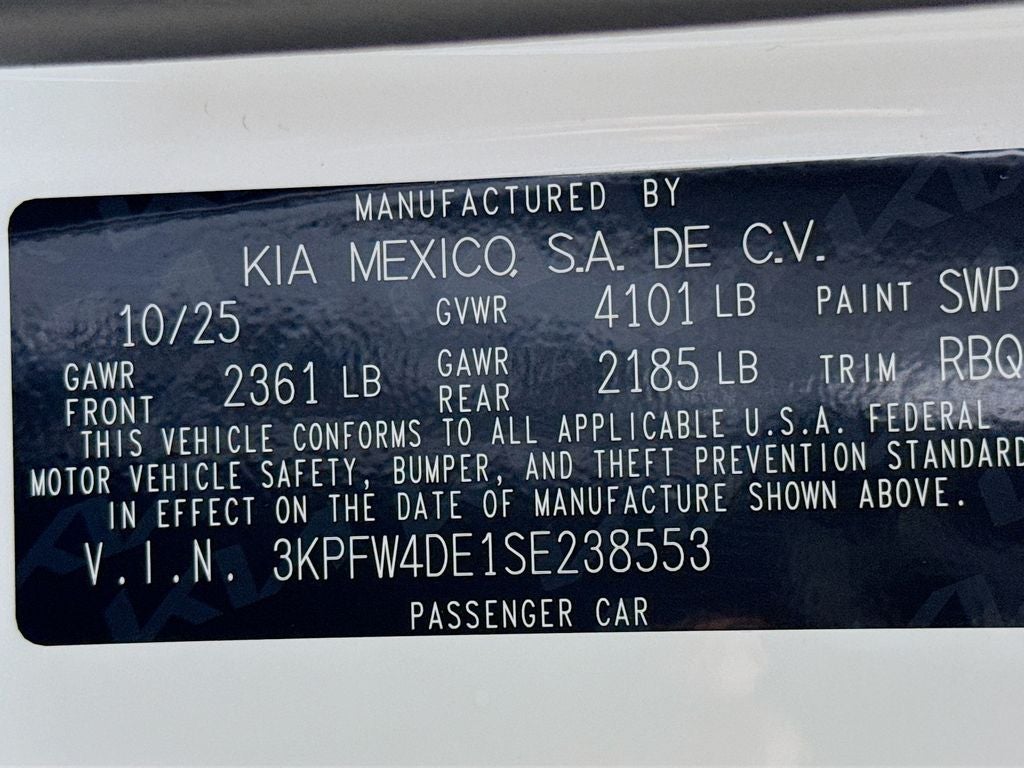 MANUFACTURED BY
KIA MEXICO, S.A. DE C.V.
10/25 GVWR 4101 LB PAINT SWP
GAWR FRONT 2361 LB GAWR REAR 2185 LB TRIM RBQ
THIS VEHICLE CONFORMS TO ALL APPLICABLE U.S.A. FEDERAL
MOTOR VEHICLE SAFETY, BUMPER, AND THEFT PREVENTION STANDARD
IN EFFECT ON THE DATE OF MANUFACTURE SHOWN ABOVE.
V.I.N. 3KPFW4DE1SE238553
PASSENGER CAR